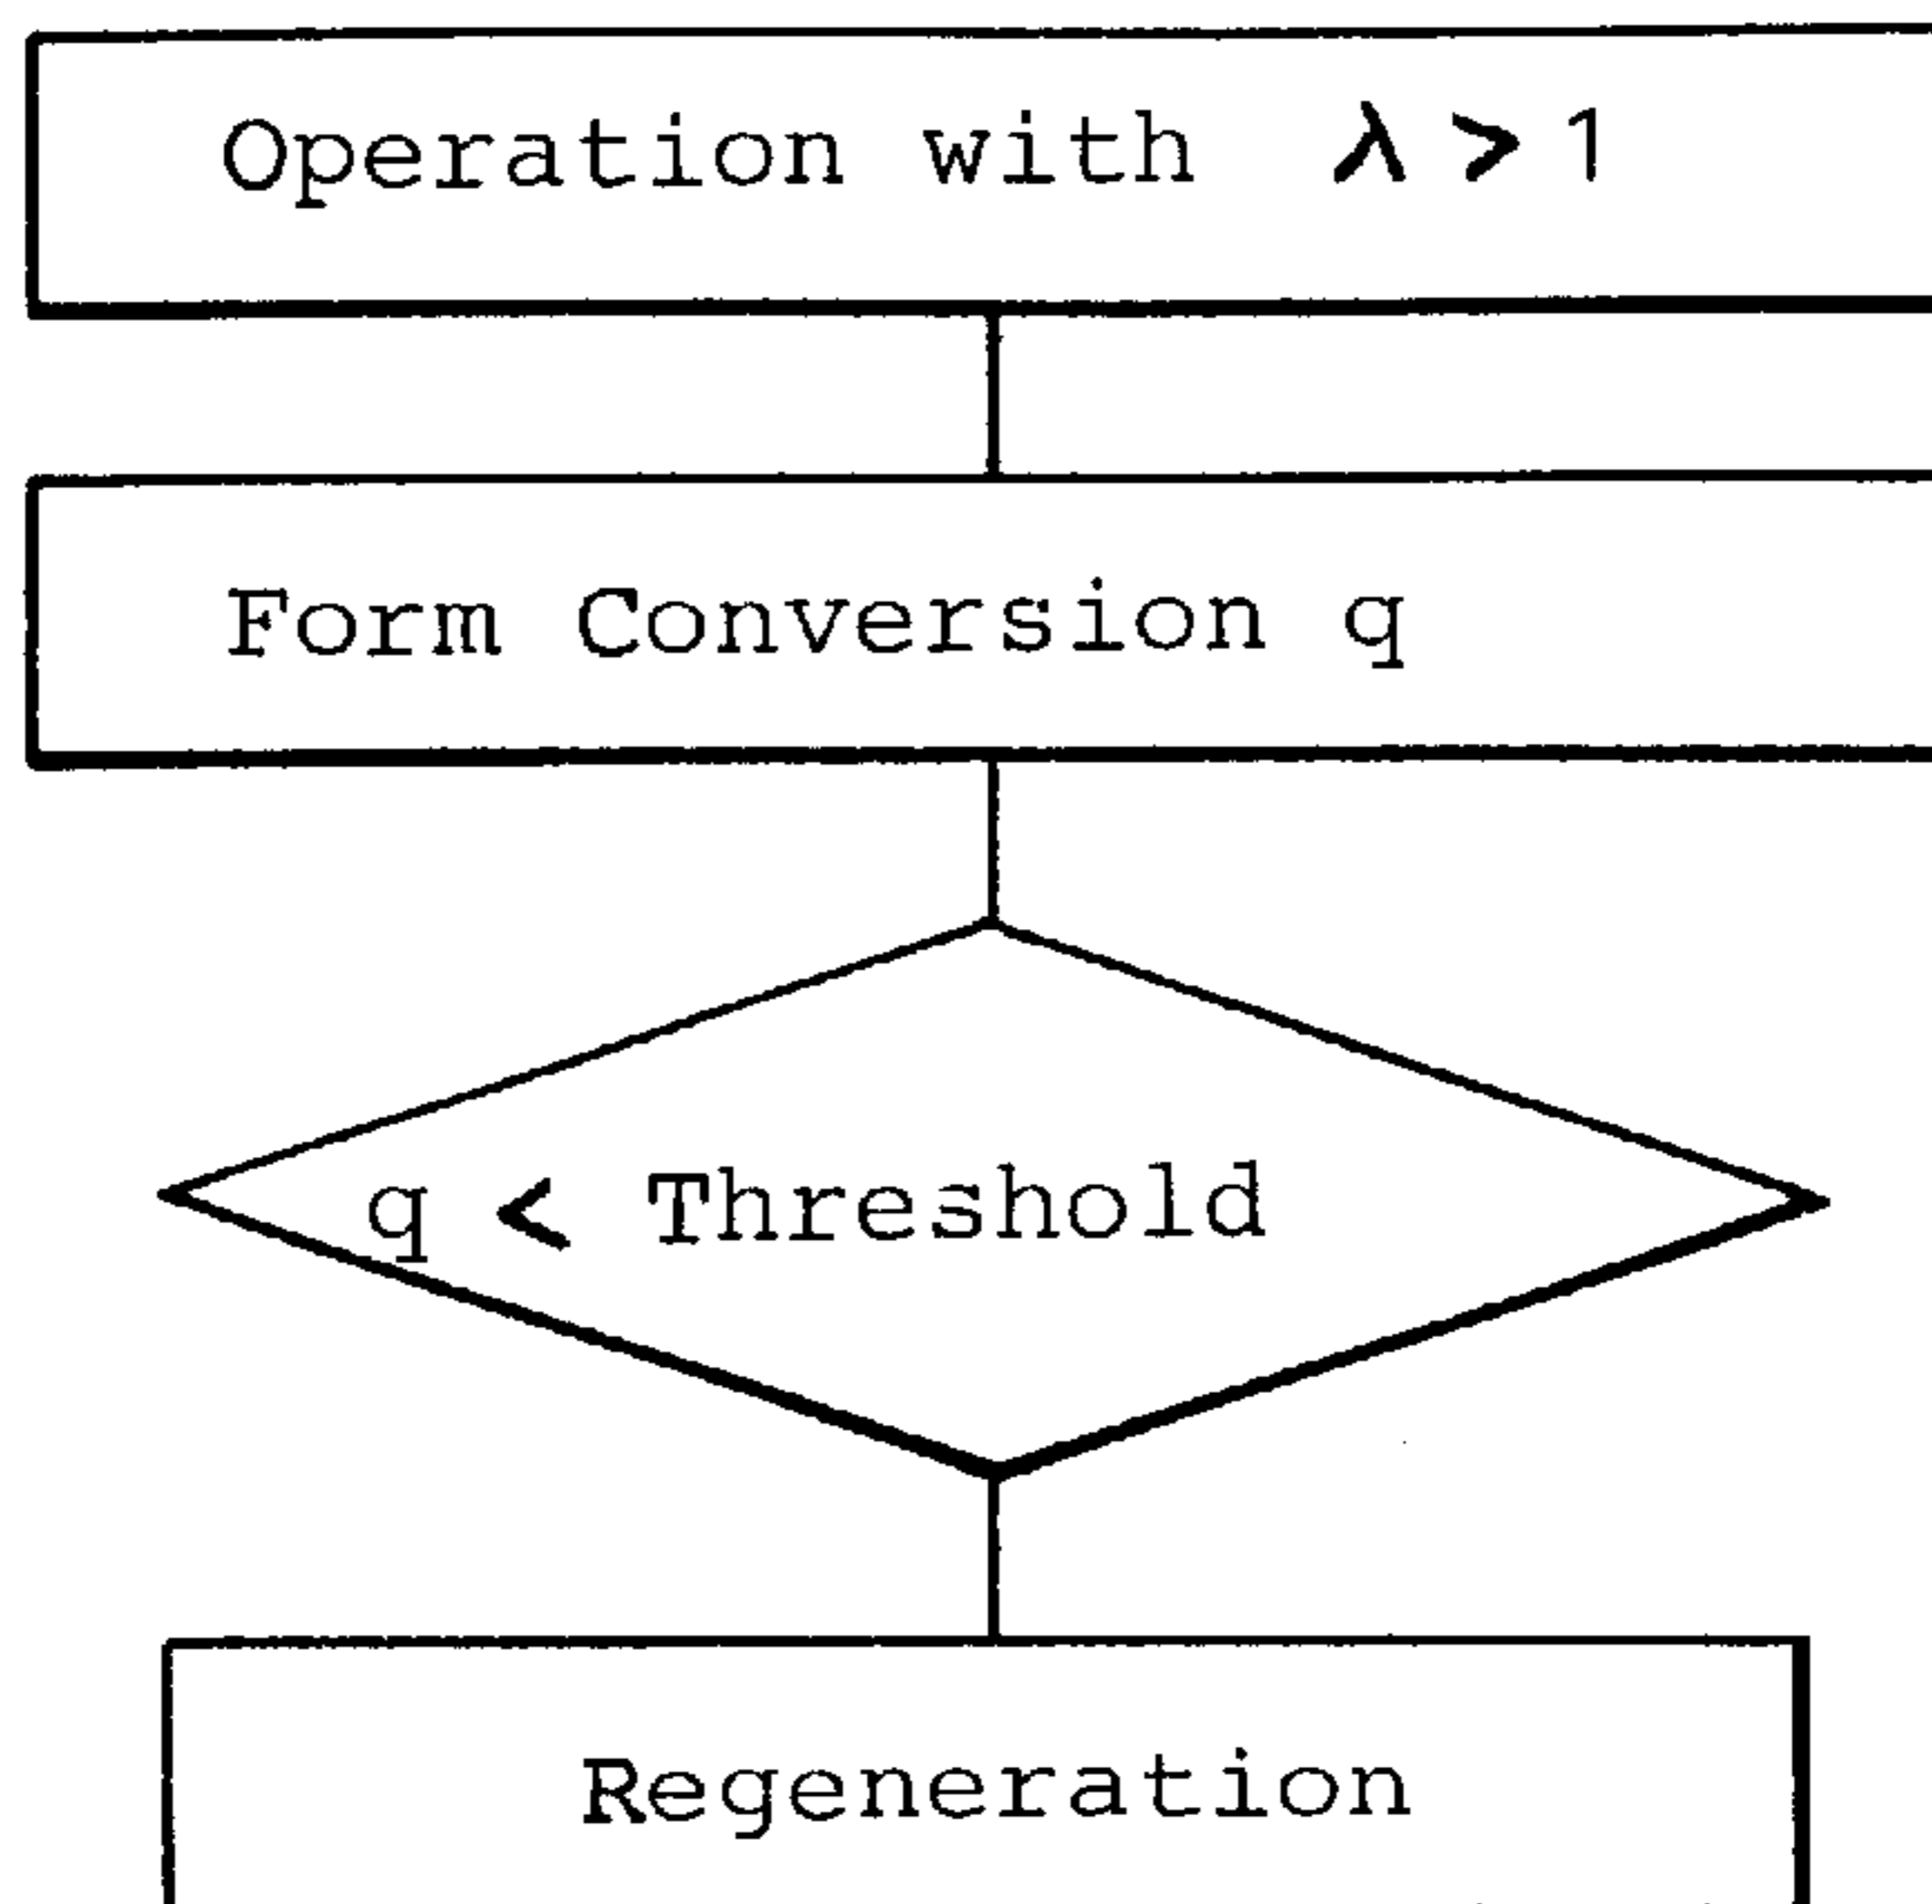 Operation with λ > 1
Form Conversion q
q < Threshold
Regeneration